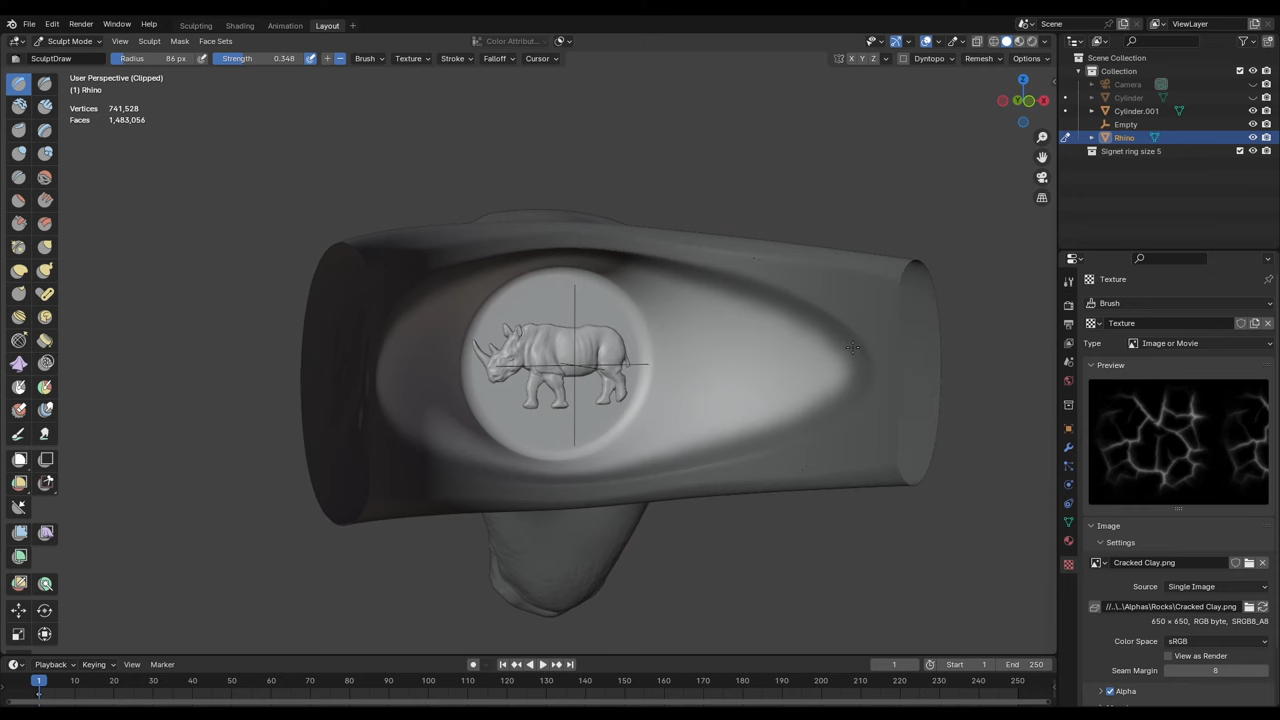 File Edit Render Window Help Sculpting Shading Animation Layout + Scene ViewLayer
Sculpt Mode View Sculpt Mask Face Sets Color Attribut...
SculptDraw Radius 86 px Strength 0.348 Brush Texture Stroke Falloff Cursor X Y Z Dyntopo Remesh Options
User Perspective (Clipped)
(1) Rhino
Vertices 741,528
Faces 1,483,056
Z
Y X
Scene Collection
Collection
Camera
Cylinder
Cylinder.001
Empty
Rhino
Signet ring size 5
Texture
Brush
Texture
Type Image or Movie
Preview
Image
Settings
Cracked Clay.png
Source Single Image
//..\..\Alphas\Rocks\Cracked Clay.png
650 × 650, RGB byte, SRGB8_A8
Color Space sRGB
View as Render
Seam Margin 8
Alpha
Playback Keying View Marker 1 Start 1 End 250
1 10 20 30 40 50 60 70 80 90 100 110 120 130 140 150 160 170 180 190 200 210 220 230 240 250